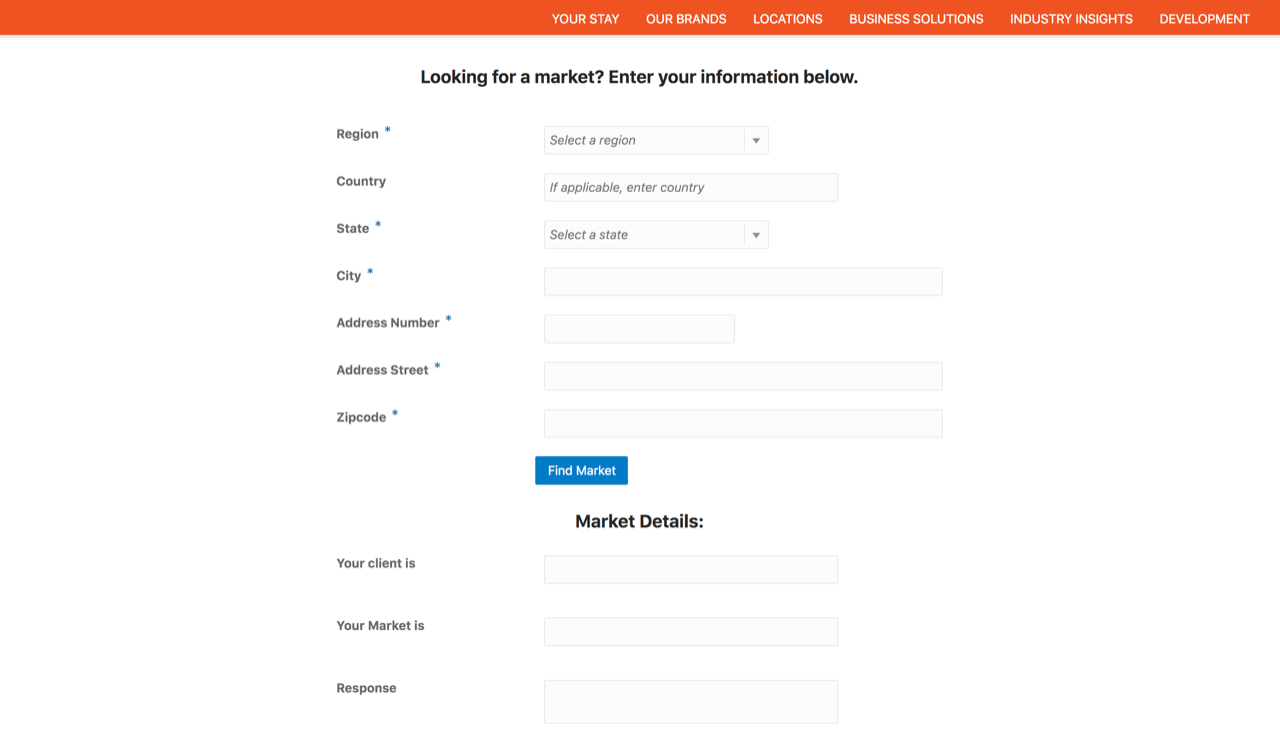 YOUR STAY OUR BRANDS LOCATIONS BUSINESS SOLUTIONS INDUSTRY INSIGHTS DEVELOPMENT
Looking for a market? Enter your information below.
Region * Select a region
Country If applicable, enter country
State * Select a state
City *
Address Number *
Address Street *
Zipcode *
Find Market
Market Details:
Your client is
Your Market is
Response